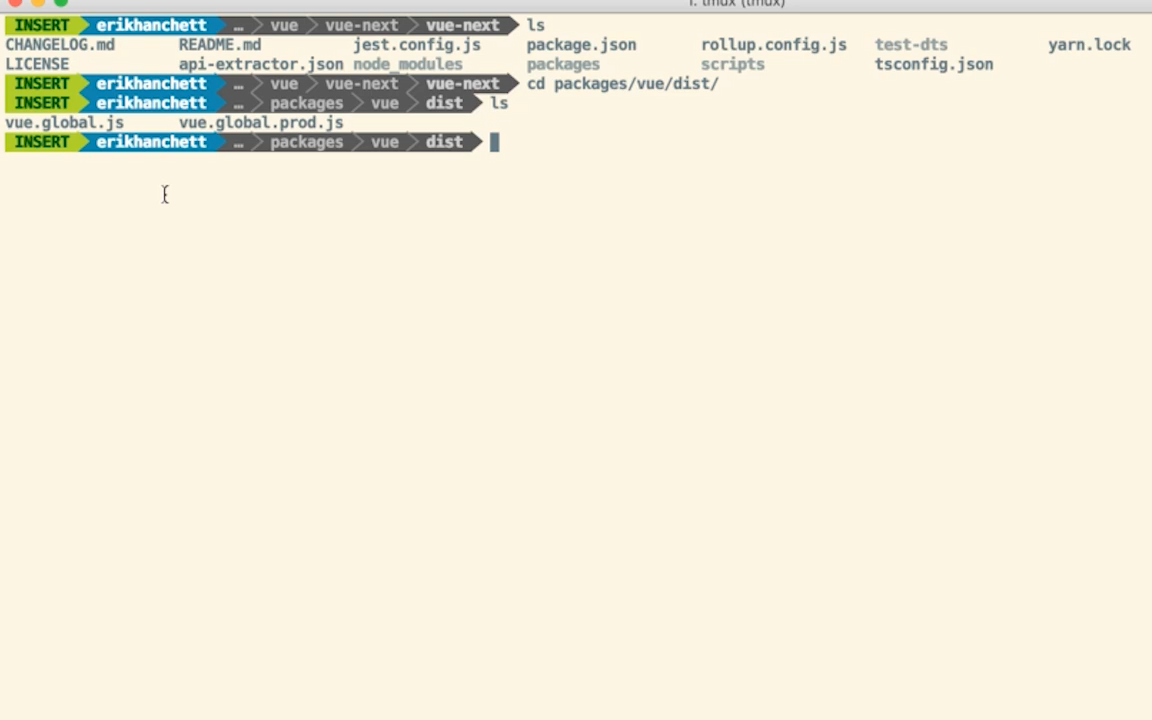 1. tmux (tmux)
INSERT erikhanchett … vue vue-next vue-next ls
CHANGELOG.md README.md jest.config.js package.json rollup.config.js test-dts yarn.lock
LICENSE api-extractor.json node_modules packages scripts tsconfig.json
INSERT erikhanchett … vue vue-next vue-next cd packages/vue/dist/
INSERT erikhanchett … packages vue dist ls
vue.global.js vue.global.prod.js
INSERT erikhanchett … packages vue dist